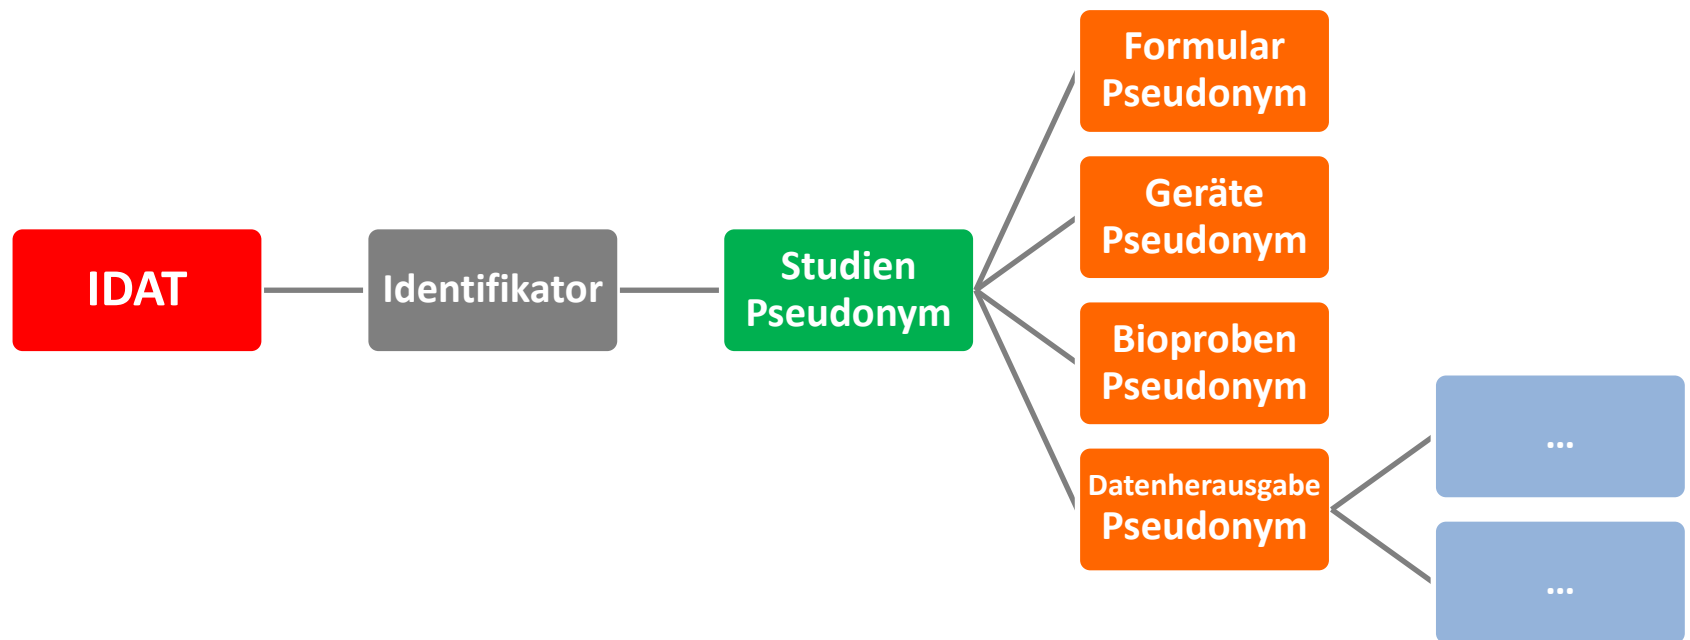 IDAT
Identifikator
Studien
Pseudonym
Formular
Pseudonym
Geräte
Pseudonym
Bioproben
Pseudonym
Datenherausgabe
Pseudonym
...
...